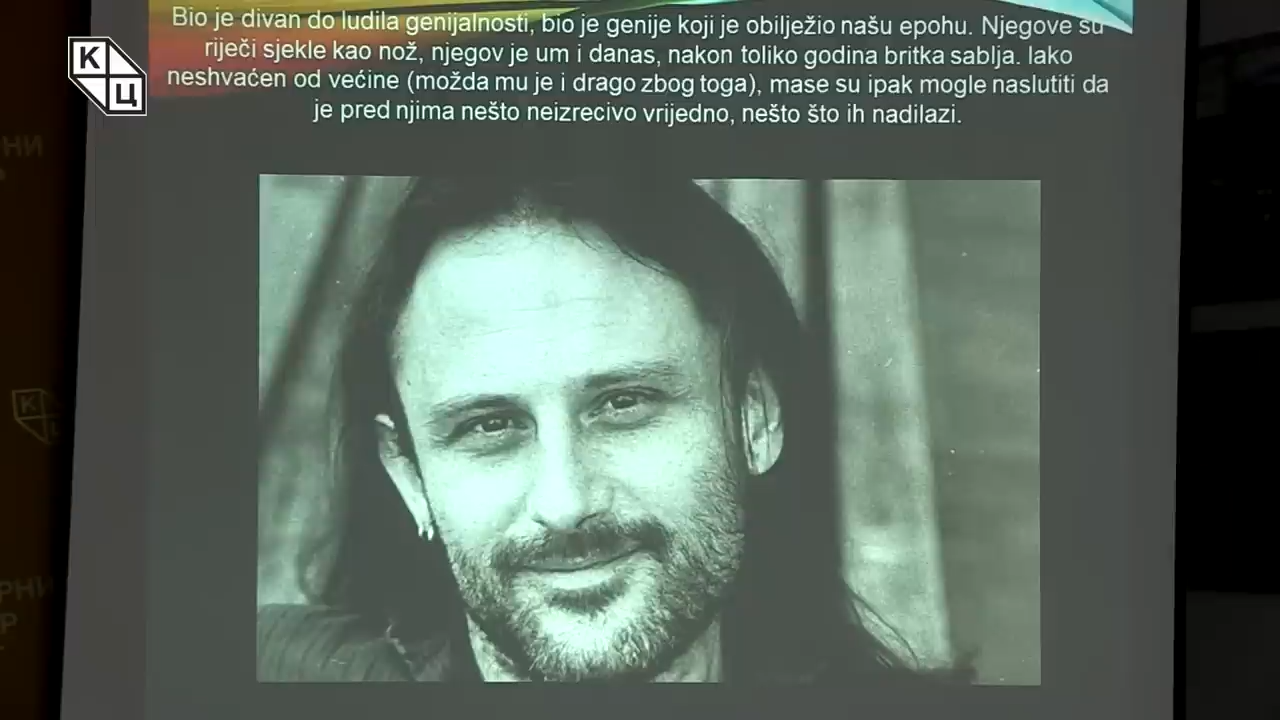 Bio je divan do ludila genijalnosti, bio je genije koji je obilježio našu epohu. Njegove su
riječi sjekle kao nož, njegov je um i danas, nakon toliko godina britka sablja. Iako
neshvaćen od većine (možda mu je i drago zbog toga), mase su ipak mogle naslutiti da
je pred njima nešto neizrecivo vrijedno, nešto što ih nadilazi.
К
Ц
НИ
К
РНИ
Р